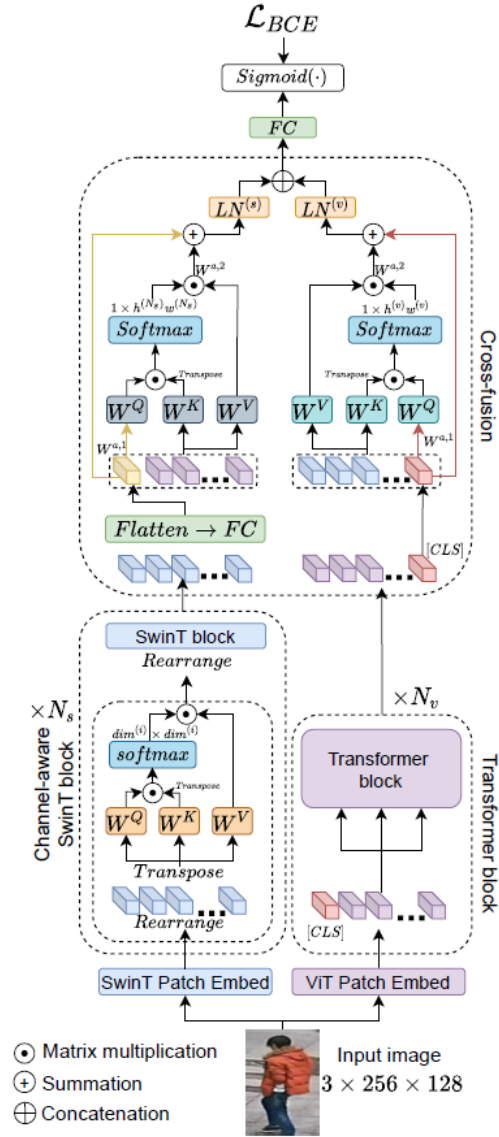 𝓛_{BCE}
Sigmoid(·)
FC
LN^{(s)} LN^{(v)}
W^{a,2} W^{a,2}
1 × h^{(N_s)}w^{(N_s)} 1 × h^{(v)}w^{(v)}
Softmax Softmax
Transpose Transpose
W^Q W^K W^V W^V W^K W^Q
W^{a,1} W^{a,1}
Flatten → FC
[CLS]
Cross-fusion
SwinT block
Rearrange
×N_s ×N_v
dim^{(i)} × dim^{(i)}
softmax
Transpose
W^Q W^K W^V
Transpose
Rearrange
Channel-aware
SwinT block
Transformer
block
[CLS]
Transformer block
SwinT Patch Embed ViT Patch Embed
Matrix multiplication
Summation
Concatenation
Input image
3 × 256 × 128